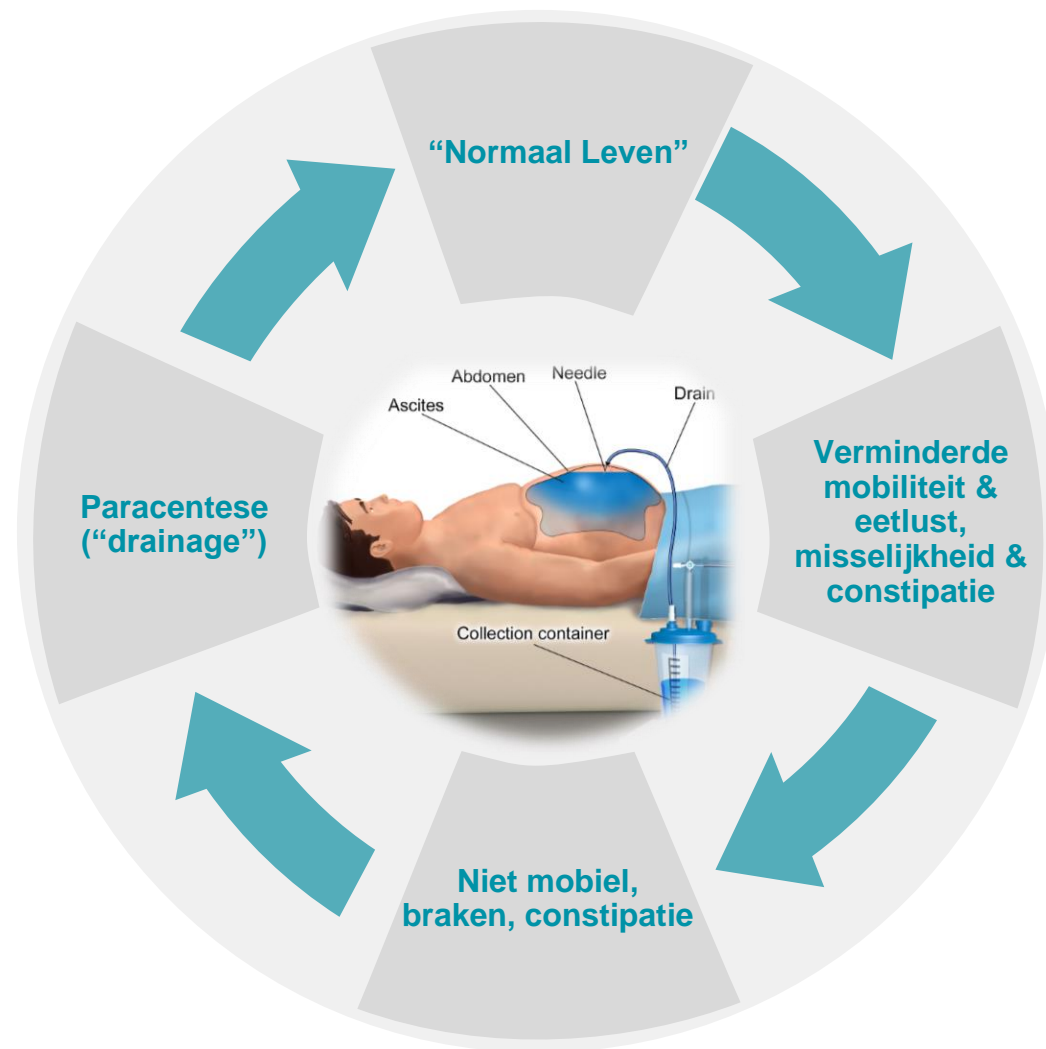 “Normaal Leven”
Abdomen
Needle
Ascites
Drain
Verminderde
mobiliteit &
eetlust,
misselijkheid &
constipatie
Paracentese
(“drainage”)
Collection container
Niet mobiel,
braken, constipatie